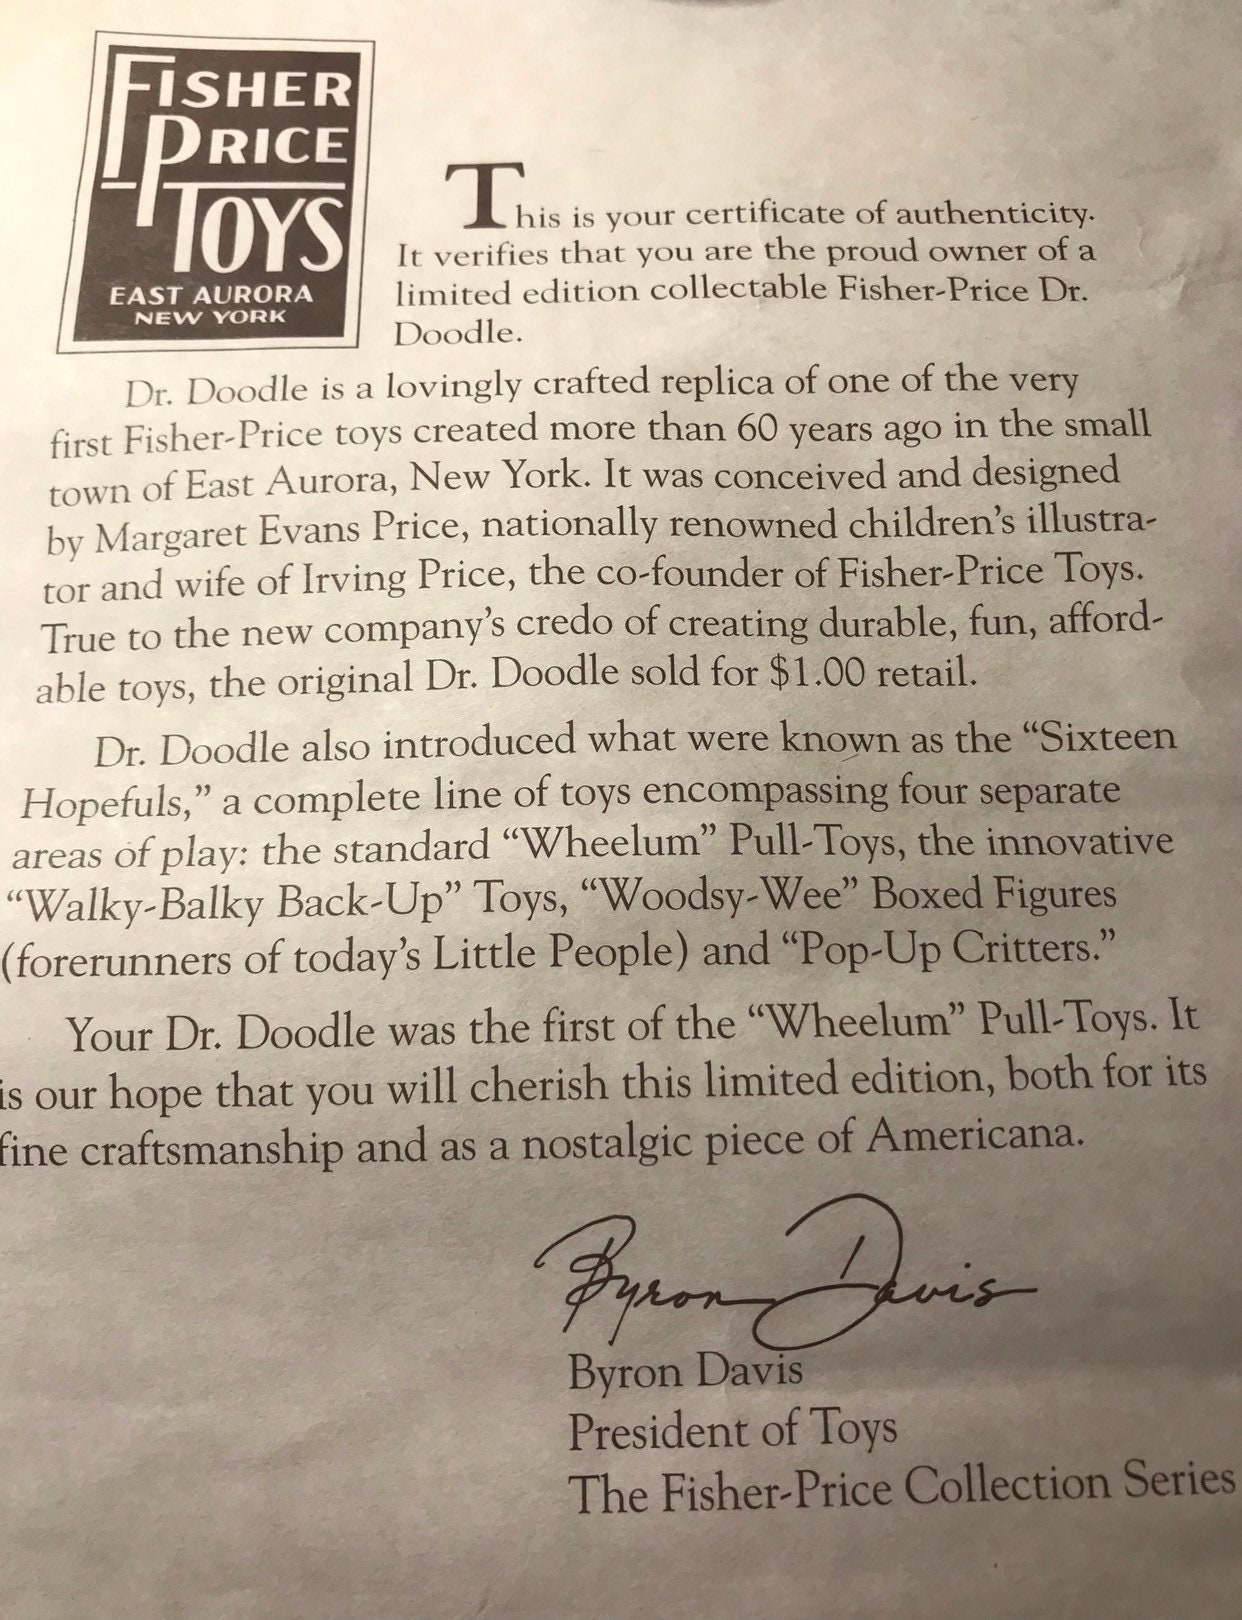 FISHER
PRICE
TOYS
EAST AURORA
NEW YORK
This is your certificate of authenticity.
It verifies that you are the proud owner of a
limited edition collectable Fisher-Price Dr.
Doodle.
Dr. Doodle is a lovingly crafted replica of one of the very
first Fisher-Price toys created more than 60 years ago in the small
town of East Aurora, New York. It was conceived and designed
by Margaret Evans Price, nationally renowned children's illustra-
tor and wife of Irving Price, the co-founder of Fisher-Price Toys.
True to the new company's credo of creating durable, fun, afford-
able toys, the original Dr. Doodle sold for $1.00 retail.
Dr. Doodle also introduced what were known as the “Sixteen
Hopefuls,” a complete line of toys encompassing four separate
areas of play: the standard “Wheelum” Pull-Toys, the innovative
“Walky-Balky Back-Up” Toys, “Woodsy-Wee” Boxed Figures
(forerunners of today's Little People) and “Pop-Up Critters.”
Your Dr. Doodle was the first of the “Wheelum” Pull-Toys. It
is our hope that you will cherish this limited edition, both for its
fine craftsmanship and as a nostalgic piece of Americana.
Byron Davis
Byron Davis
President of Toys
The Fisher-Price Collection Series